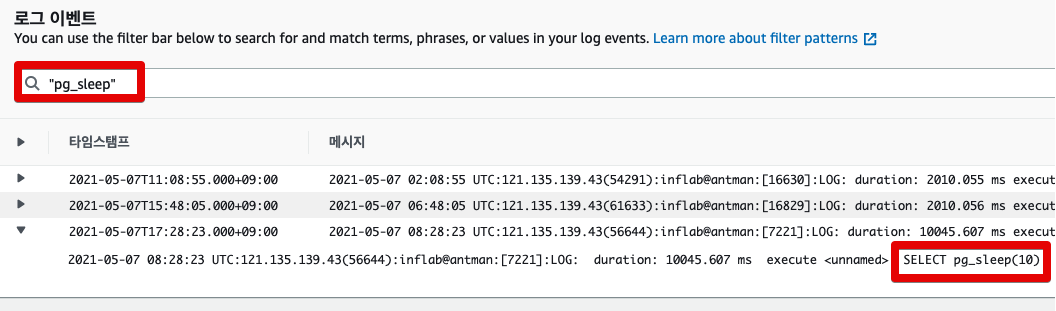 로그 이벤트
You can use the filter bar below to search for and match terms, phrases, or values in your log events. Learn more about filter patterns
"pg_sleep"
타임스탬프 메시지
2021-05-07T11:08:55.000+09:00 2021-05-07 02:08:55 UTC:121.135.139.43(54291):inflab@antman:[16630]:LOG: duration: 2010.055 ms execut
2021-05-07T15:48:05.000+09:00 2021-05-07 06:48:05 UTC:121.135.139.43(61633):inflab@antman:[16829]:LOG: duration: 2010.056 ms execut
2021-05-07T17:28:23.000+09:00 2021-05-07 08:28:23 UTC:121.135.139.43(56644):inflab@antman:[7221]:LOG: duration: 10045.607 ms execut
2021-05-07 08:28:23 UTC:121.135.139.43(56644):inflab@antman:[7221]:LOG: duration: 10045.607 ms execute <unnamed> SELECT pg_sleep(10)